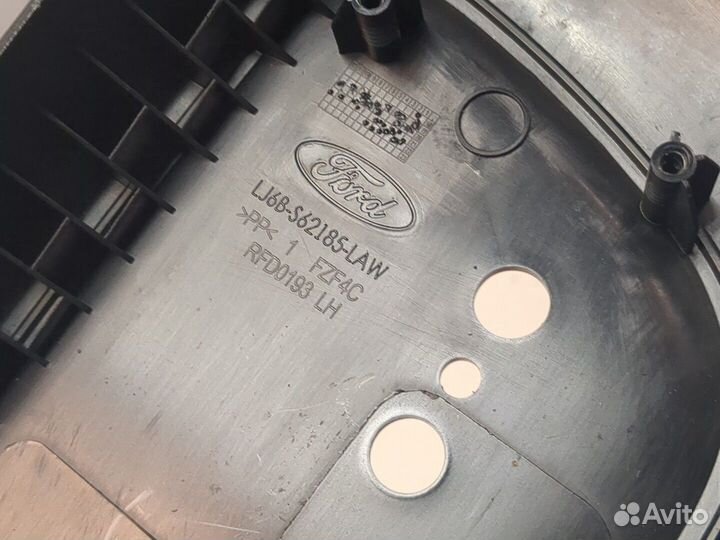 Ford
LJ6B-S62185-LAW
>PP< 1 FZF4C
RFD0193 LH
Avito